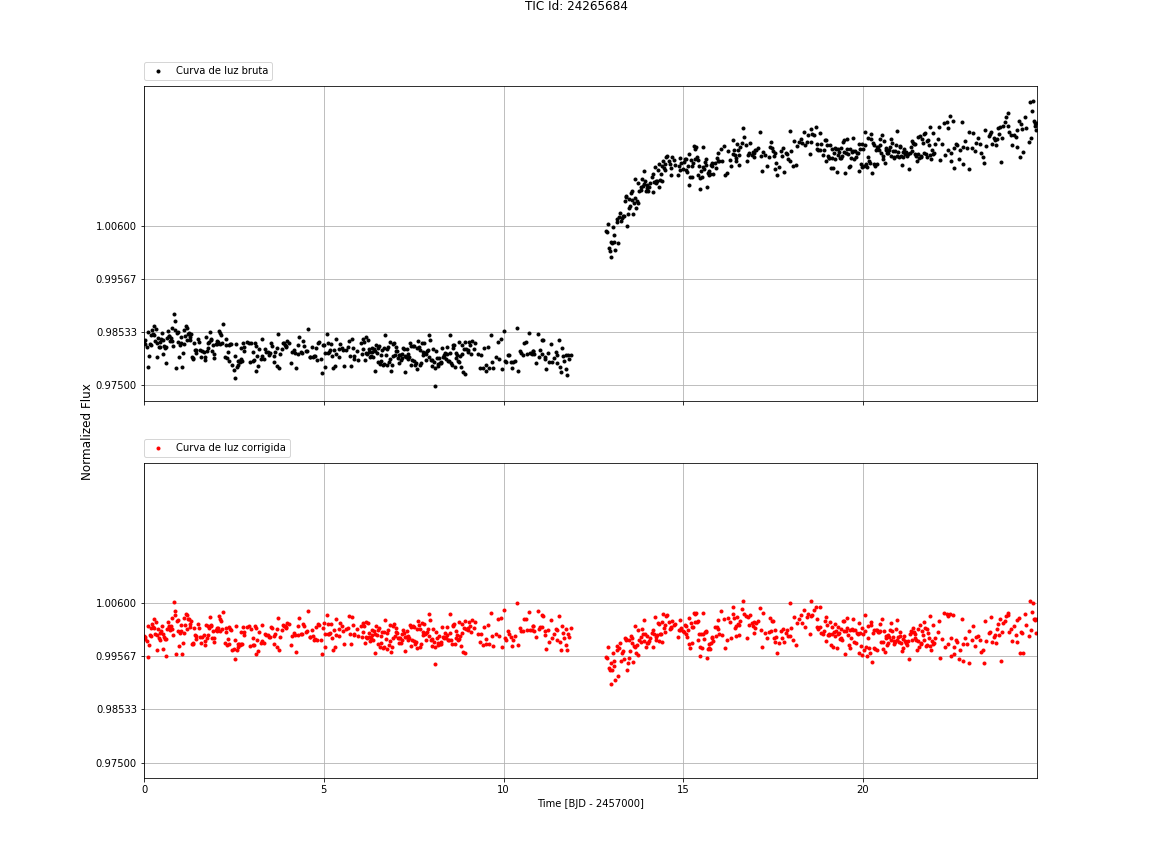 TIC Id: 24265684
Curva de luz bruta
1.00600
0.99567
0.98533
0.97500
Normalized Flux
Curva de luz corrigida
1.00600
0.99567
0.98533
0.97500
0 5 10 15 20
Time [BJD - 2457000]